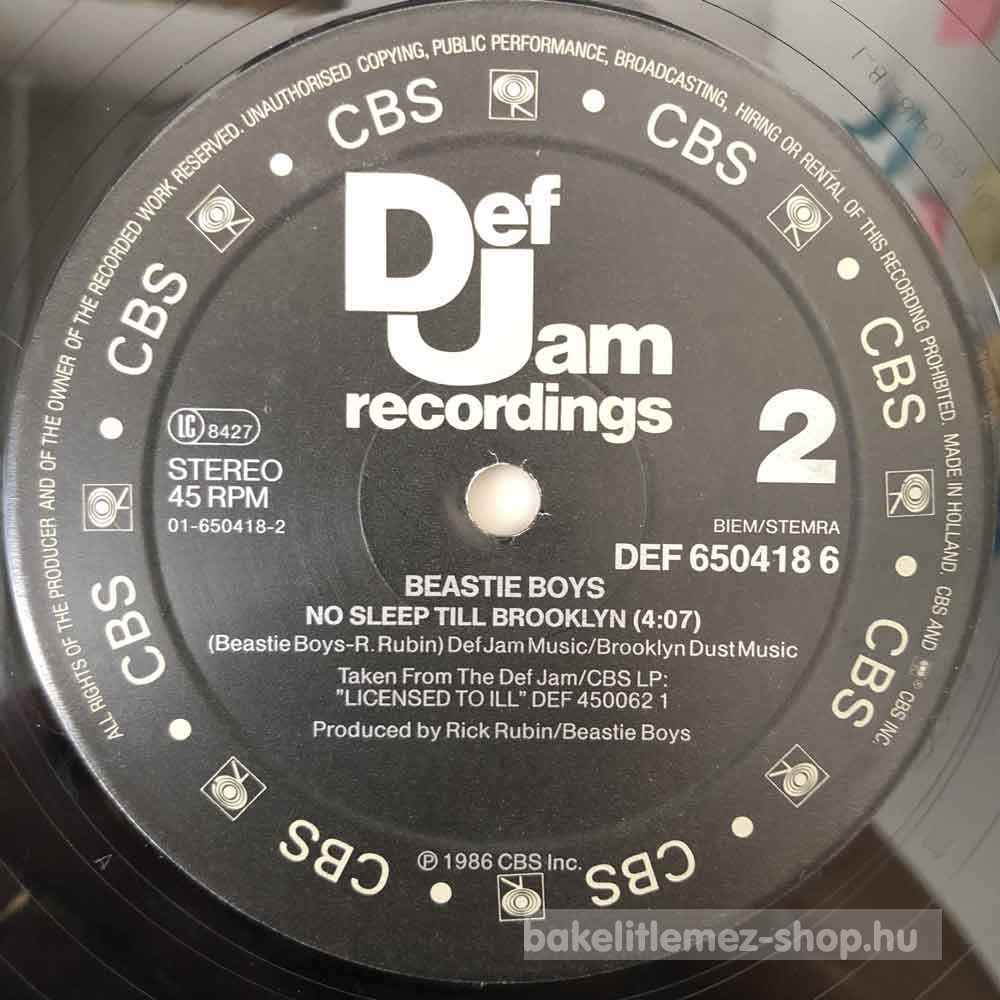 ALL RIGHTS OF THE PRODUCER AND OF THE OWNER OF THE RECORDED WORK RESERVED. UNAUTHORISED COPYING, PUBLIC PERFORMANCE, BROADCASTING, HIRING OR RENTAL OF THIS RECORDING PROHIBITED. MADE IN HOLLAND. CBS AND ℗ CBS INC.
CBS
CBS
CBS
CBS
CBS
CBS
CBS
CBS
Def
Jam
recordings
2
LC 8427
STEREO
45 RPM
01-650418-2
BIEM/STEMRA
DEF 650418 6
BEASTIE BOYS
NO SLEEP TILL BROOKLYN (4:07)
(Beastie Boys-R. Rubin) Def Jam Music/Brooklyn Dust Music
Taken From The Def Jam/CBS LP:
"LICENSED TO ILL" DEF 450062 1
Produced by Rick Rubin/Beastie Boys
℗ 1986 CBS Inc.
bakelitlemez-shop.hu